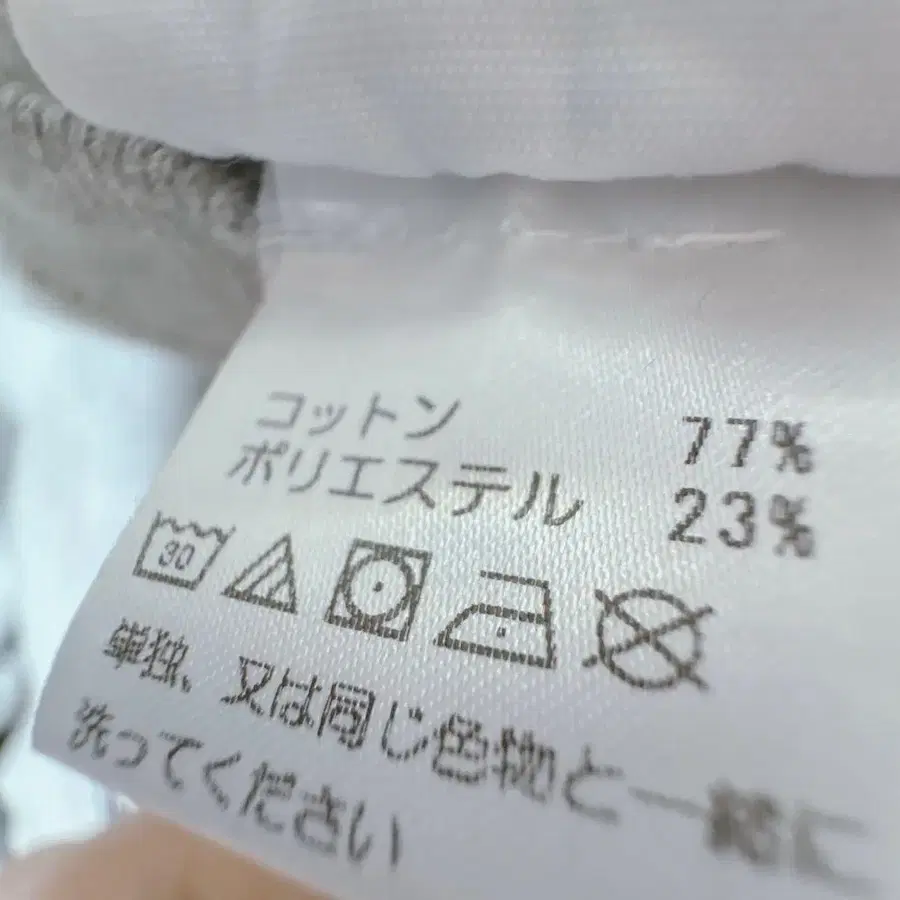 コットン 77%
ポリエステル 23%
30
単独、又は同じ色物と一緒に
洗ってください